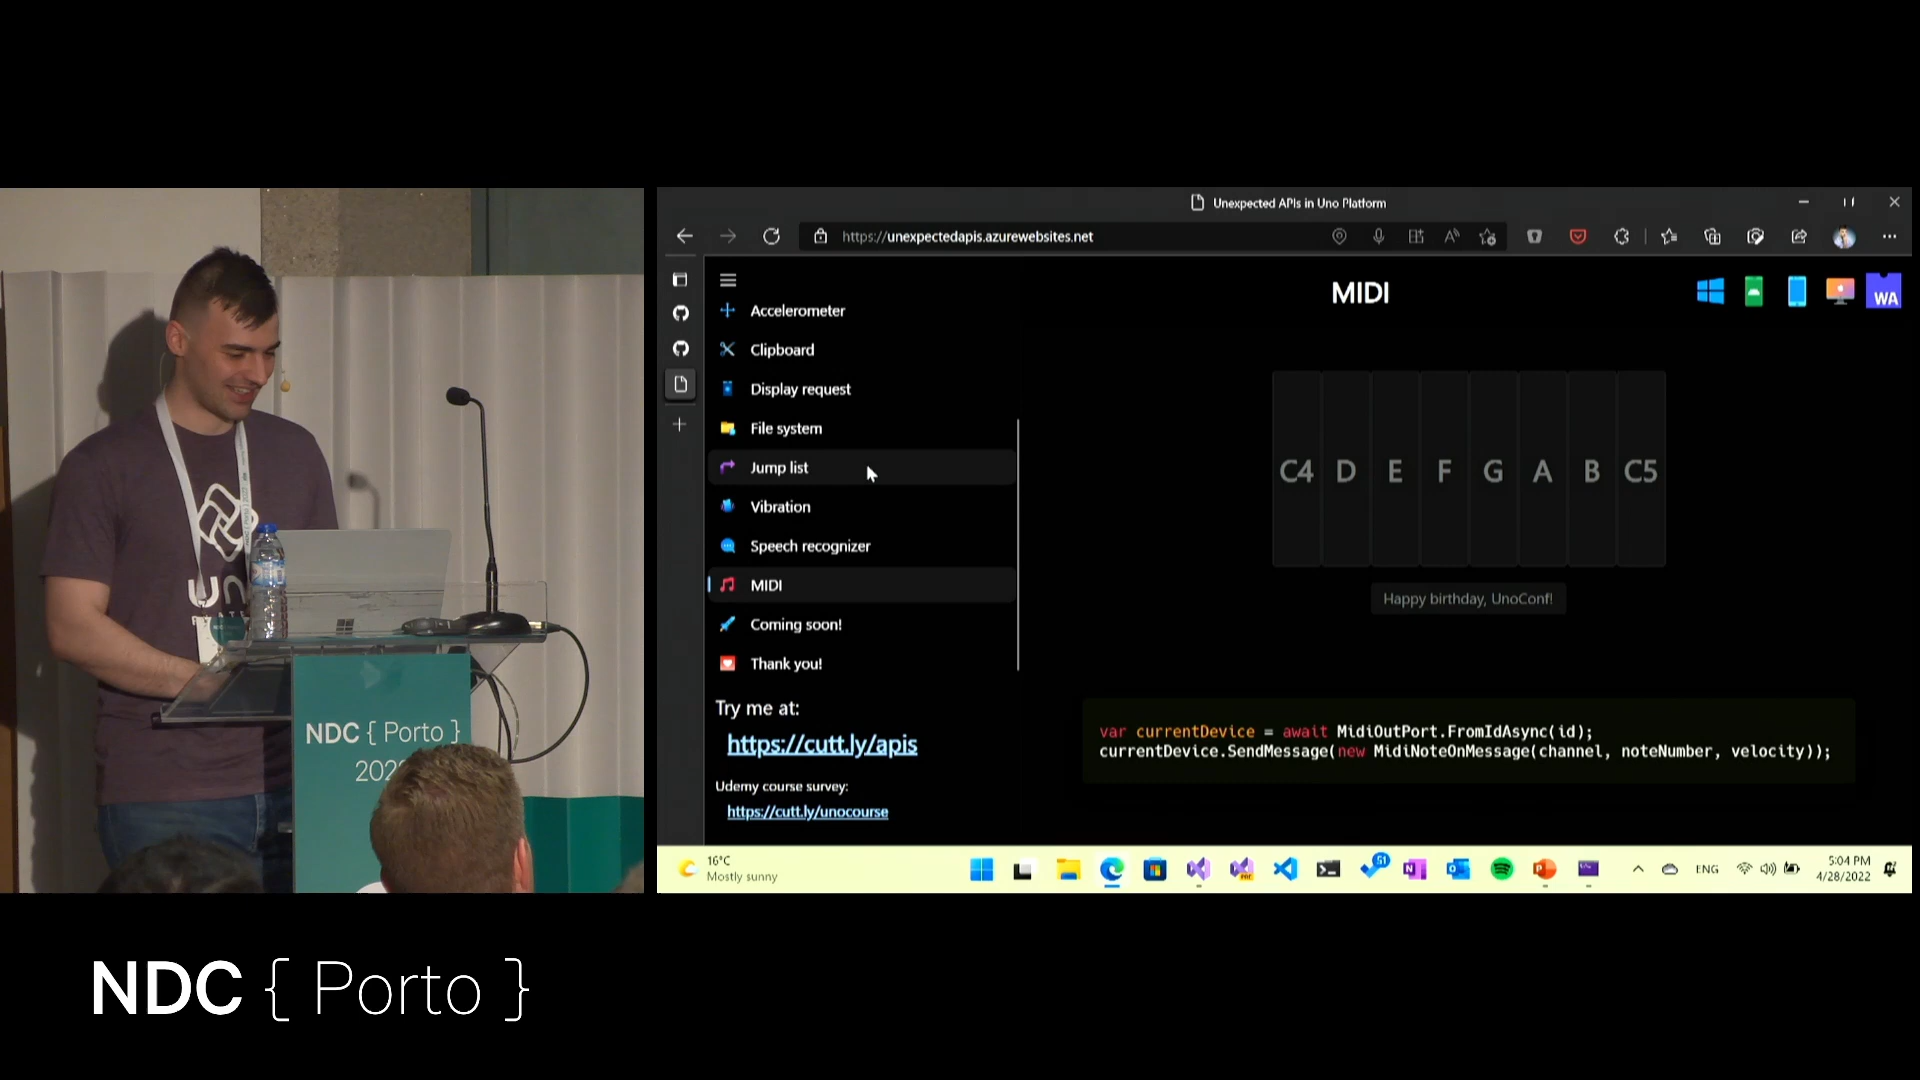 Unexpected APIs in Uno Platform
https://unexpectedapis.azurewebsites.net
Accelerometer
Clipboard
Display request
File system
Jump list
Vibration
Speech recognizer
MIDI
Coming soon!
Thank you!
Try me at:
https://cutt.ly/apis
Udemy course survey:
https://cutt.ly/unocourse
MIDI
WA
C4 D E F G A B C5
Happy birthday, UnoConf!
var currentDevice = await MidiOutPort.FromIdAsync(id);
currentDevice.SendMessage(new MidiNoteOnMessage(channel, noteNumber, velocity));
16°C
Mostly sunny
51
ENG
5:04 PM
4/28/2022
NDC { Porto }
NDC { Porto }